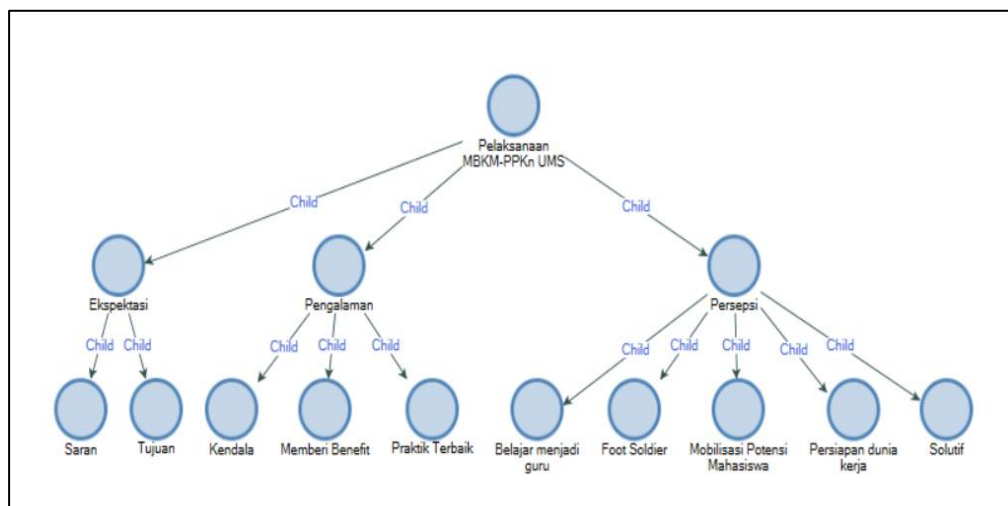 Pelaksanaan
MBKM-PPKn UMS
Child
Child
Child
Ekspektasi
Pengalaman
Persepsi
Child
Child
Child
Child
Child
Child
Child
Child
Child
Child
Saran
Tujuan
Kendala
Memberi Benefit
Praktik Terbaik
Belajar menjadi
guru
Foot Soldier
Mobilisasi Potensi
Mahasiswa
Persiapan dunia
kerja
Solutif